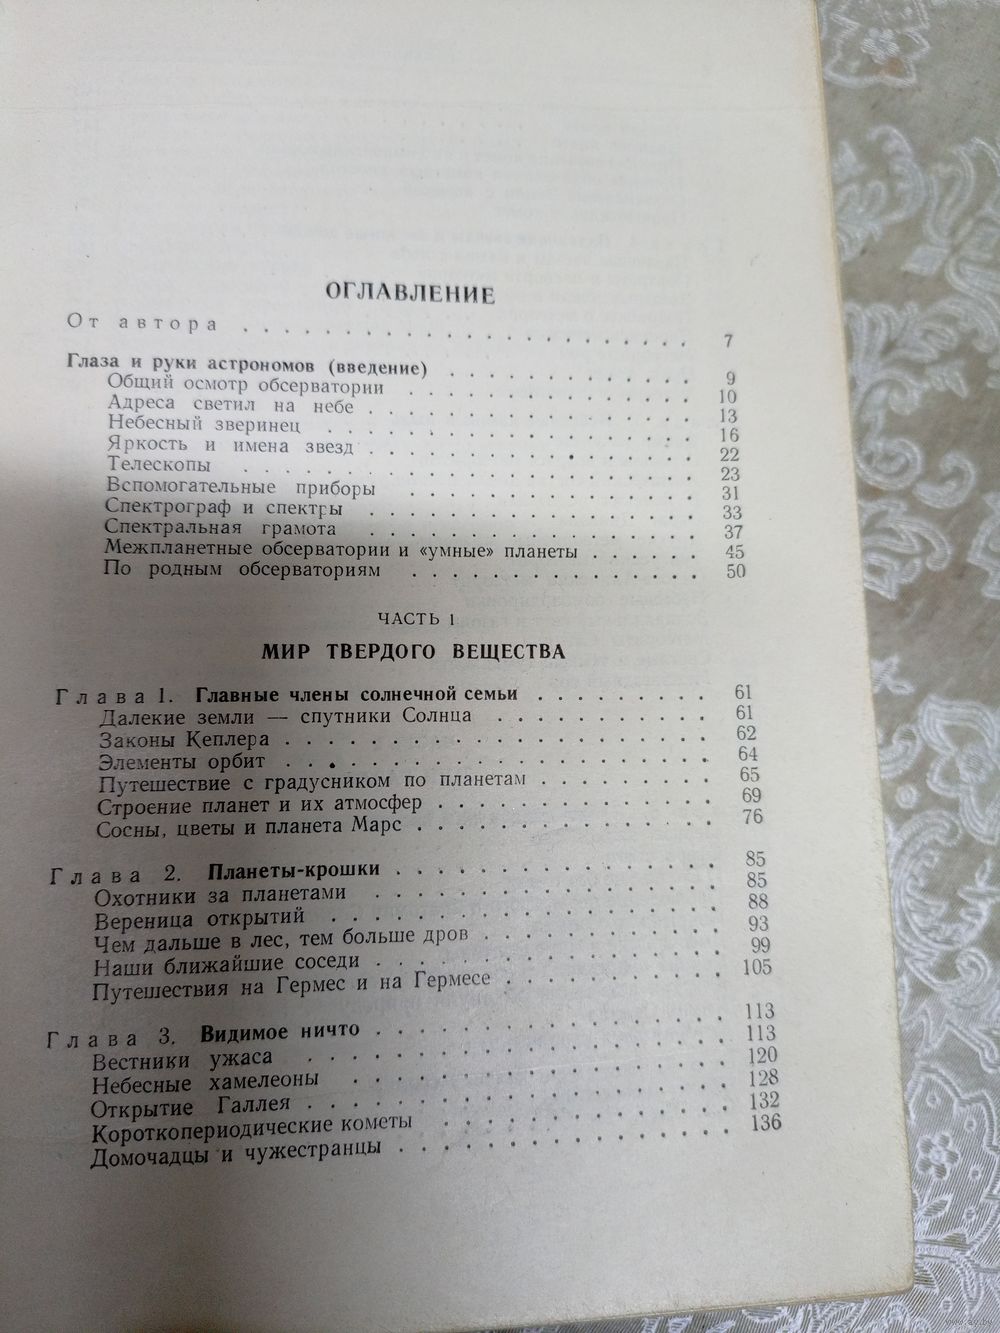 ОГЛАВЛЕНИЕ
От автора . . . . . . . . . . . . . . . . . . . . . 7
Глаза и руки астрономов (введение) . . . . . . . . . . . 9
Общий осмотр обсерватории . . . . . . . . . . . . 10
Адреса светил на небе . . . . . . . . . . . . . . 13
Небесный зверинец . . . . . . . . . . . . . . . 16
Яркость и имена звезд . . . . . . . . . . . . . . 22
Телескопы . . . . . . . . . . . . . . . . . . 23
Вспомогательные приборы . . . . . . . . . . . . 31
Спектрограф и спектры . . . . . . . . . . . . . 33
Спектральная грамота . . . . . . . . . . . . . . 37
Межпланетные обсерватории и «умные» планеты . . . . . . 45
По родным обсерваториям . . . . . . . . . . . . 50
ЧАСТЬ 1
МИР ТВЕРДОГО ВЕЩЕСТВА
Глава 1. Главные члены солнечной семьи . . . . . . . . . 61
Далекие земли — спутники Солнца . . . . . . . . . . 61
Законы Кеплера . . . . . . . . . . . . . . . . . 62
Элементы орбит . . . . . . . . . . . . . . . . . 64
Путешествие с градусником по планетам . . . . . . . . 65
Строение планет и их атмосфер . . . . . . . . . . . 69
Сосны, цветы и планета Марс . . . . . . . . . . . . 76
Глава 2. Планеты-крошки . . . . . . . . . . . . . . 85
Охотники за планетами . . . . . . . . . . . . . . 85
Вереница открытий . . . . . . . . . . . . . . . 88
Чем дальше в лес, тем больше дров . . . . . . . . . 93
Наши ближайшие соседи . . . . . . . . . . . . . . 99
Путешествия на Гермес и на Гермесе . . . . . . . . . 105
Глава 3. Видимое ничто . . . . . . . . . . . . . . . 113
Вестники ужаса . . . . . . . . . . . . . . . . . 113
Небесные хамелеоны . . . . . . . . . . . . . . . 120
Открытие Галлея . . . . . . . . . . . . . . . . . 128
Короткопериодические кометы . . . . . . . . . . . . 132
Домочадцы и чужестранцы . . . . . . . . . . . . . . 136